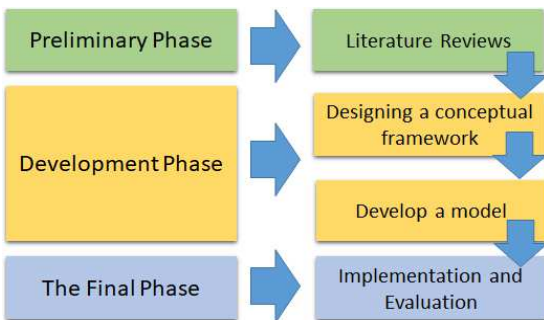 Preliminary Phase
Literature Reviews
Development Phase
Designing a conceptual
framework
Develop a model
The Final Phase
Implementation and
Evaluation